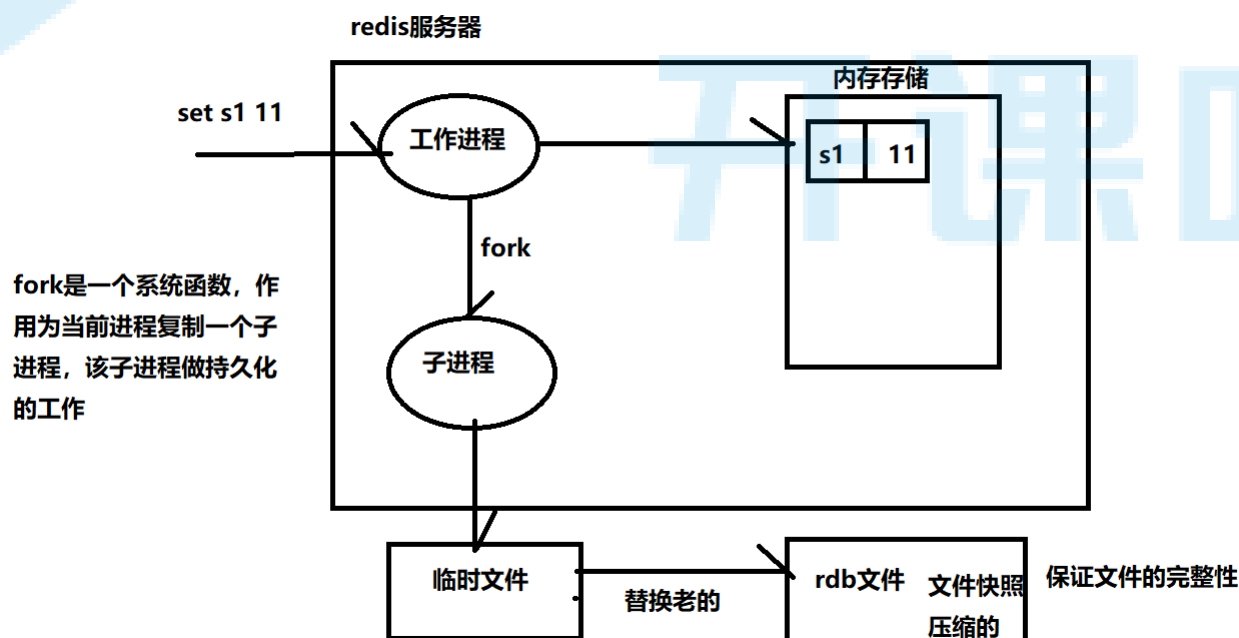 redis服务器
内存存储
set s1 11
工作进程
s1
11
fork
fork是一个系统函数，作
用为当前进程复制一个子
进程，该子进程做持久化
的工作
子进程
临时文件
替换老的
rdb文件
文件快照
压缩的
保证文件的完整性
开课